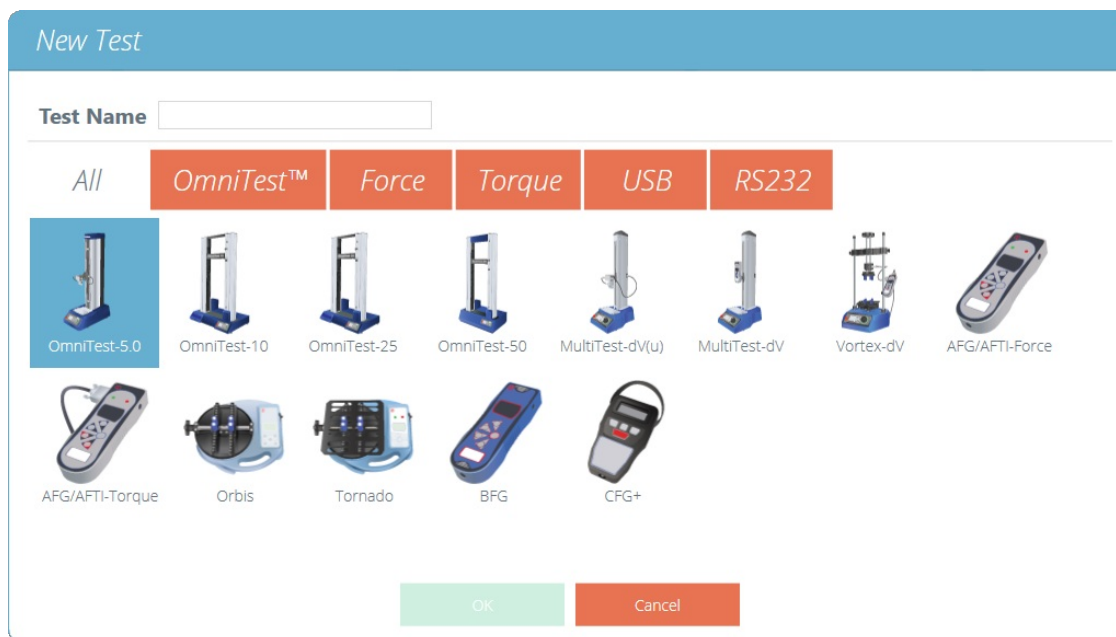 New Test
Test Name
All OmniTest™ Force Torque USB RS232
OmniTest-5.0 OmniTest-10 OmniTest-25 OmniTest-50 MultiTest-dV(u) MultiTest-dV Vortex-dV AFG/AFTI-Force
AFG/AFTI-Torque Orbis Tornado BFG CFG+
OK Cancel